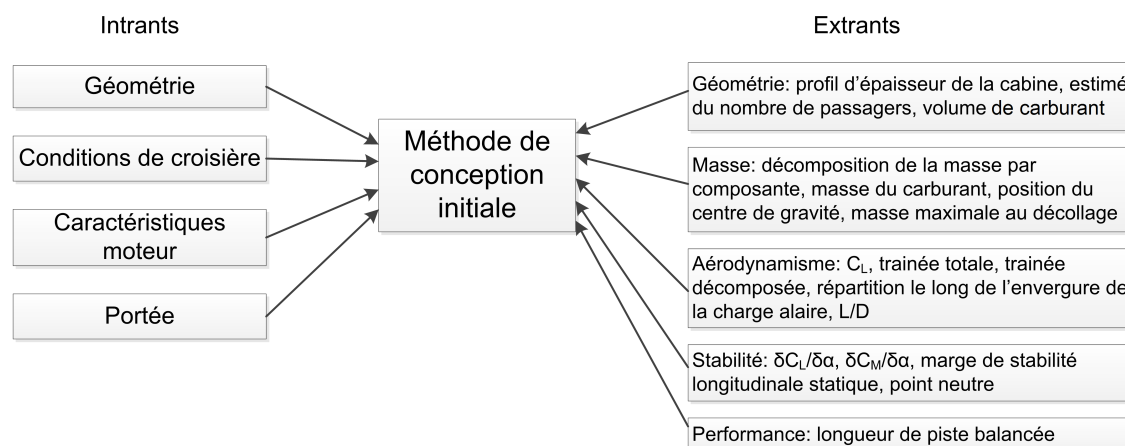 Intrants
Extrants
Géométrie
Conditions de croisière
Caractéristiques
moteur
Portée
Méthode de
conception
initiale
Géométrie: profil d’épaisseur de la cabine, estimé
du nombre de passagers, volume de carburant
Masse: décomposition de la masse par
composante, masse du carburant, position du
centre de gravité, masse maximale au décollage
Aérodynamisme: CL, trainée totale, trainée
décomposée, répartition le long de l’envergure de
la charge alaire, L/D
Stabilité: δCL/δα, δCM/δα, marge de stabilité
longitudinale statique, point neutre
Performance: longueur de piste balancée